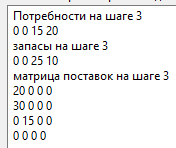 Потребности на шаге 3
0 0 15 20
запасы на шаге 3
0 0 25 10
матрица поставок на шаге 3
20 0 0 0
30 0 0 0
0 15 0 0
0 0 0 0